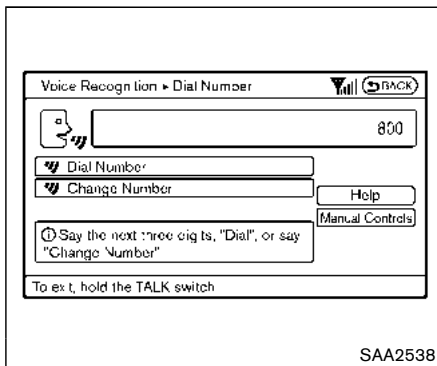 Voice Recognition ▸ Dial Number
BACK
800
Dial Number
Change Number
Help
Manual Controls
Say the next three digits, "Dial", or say
"Change Number"
To exit, hold the TALK switch
SAA2538